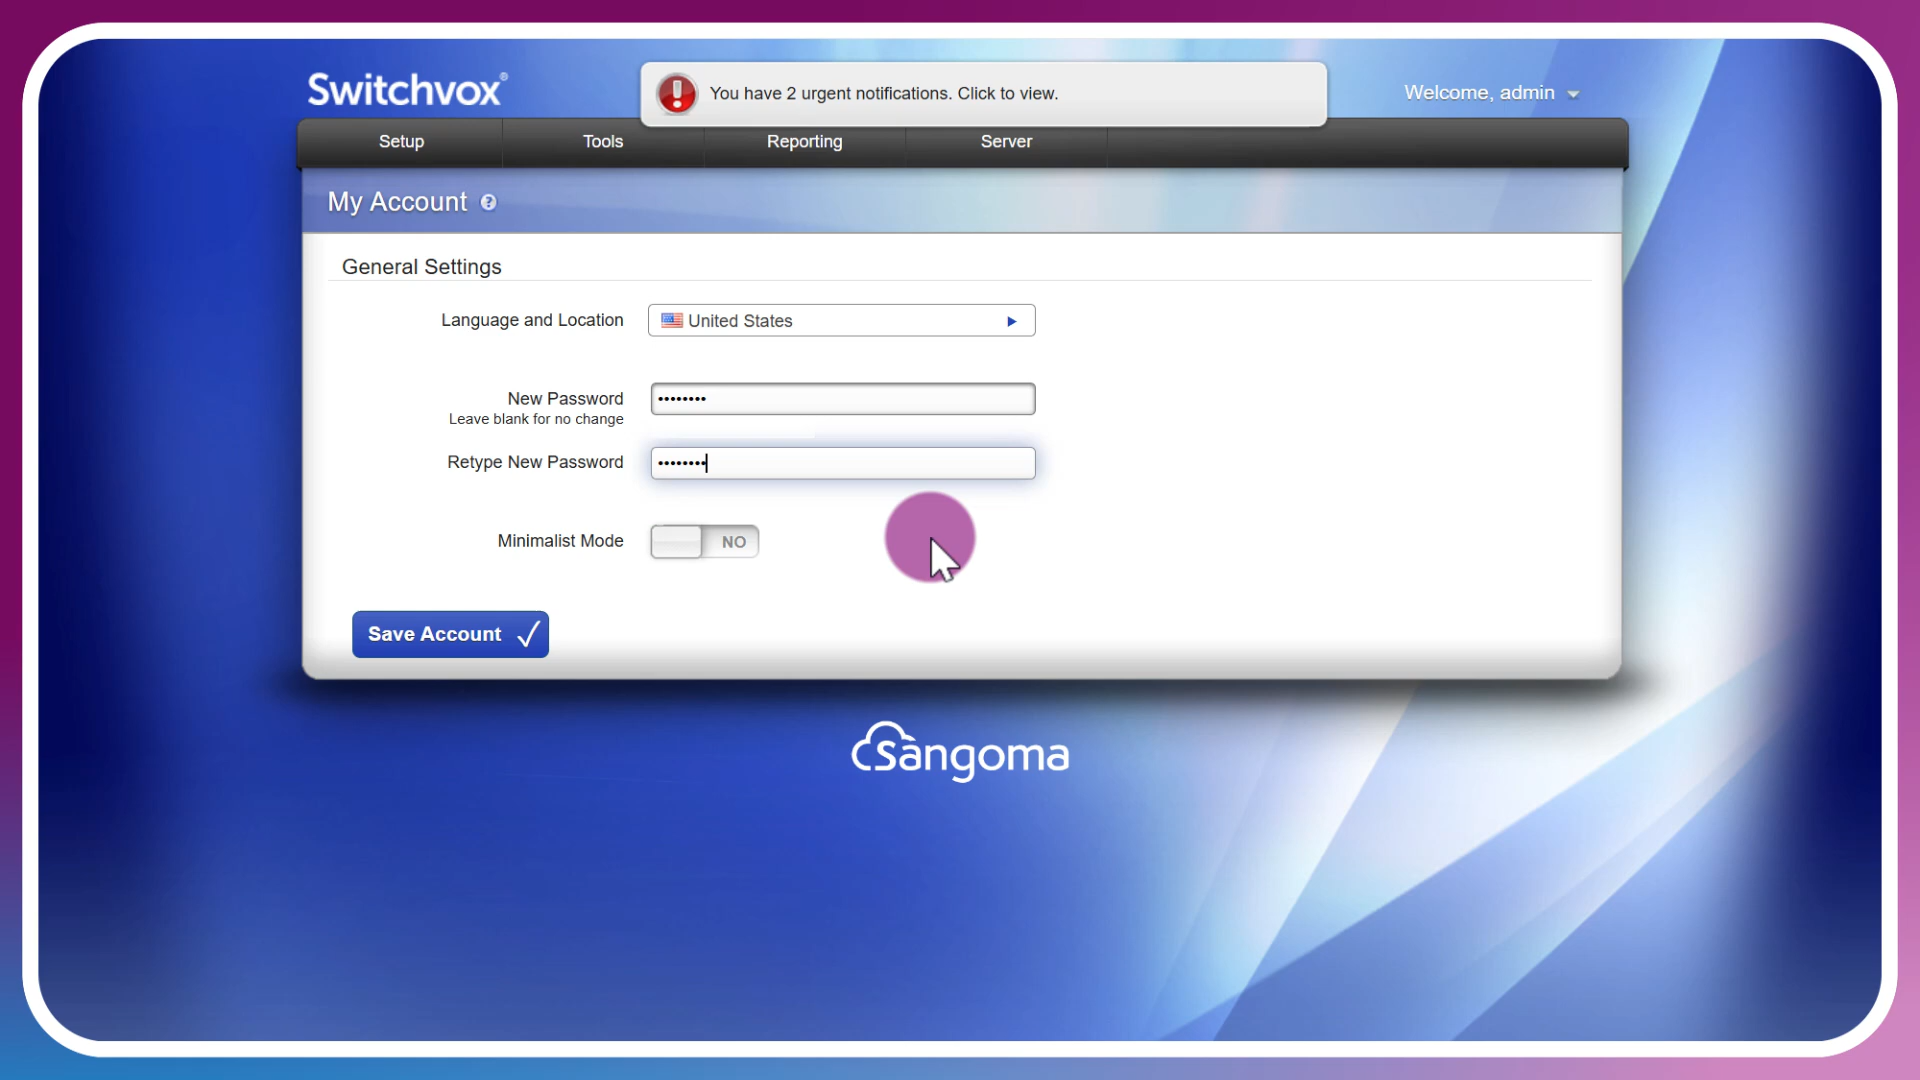 Switchvox®
You have 2 urgent notifications. Click to view.
Welcome, admin
Setup
Tools
Reporting
Server
My Account ?
General Settings
Language and Location
United States
New Password
Leave blank for no change
••••••••
Retype New Password
••••••••
Minimalist Mode
NO
Save Account
Sangoma